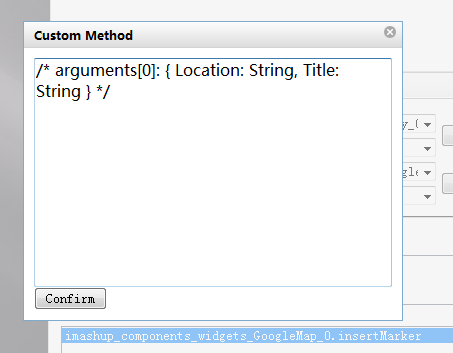 Custom Method
/* arguments[0]: { Location: String, Title:
String } */
Confirm
imashup_components_widgets_GoogleMap_0.insertMarker